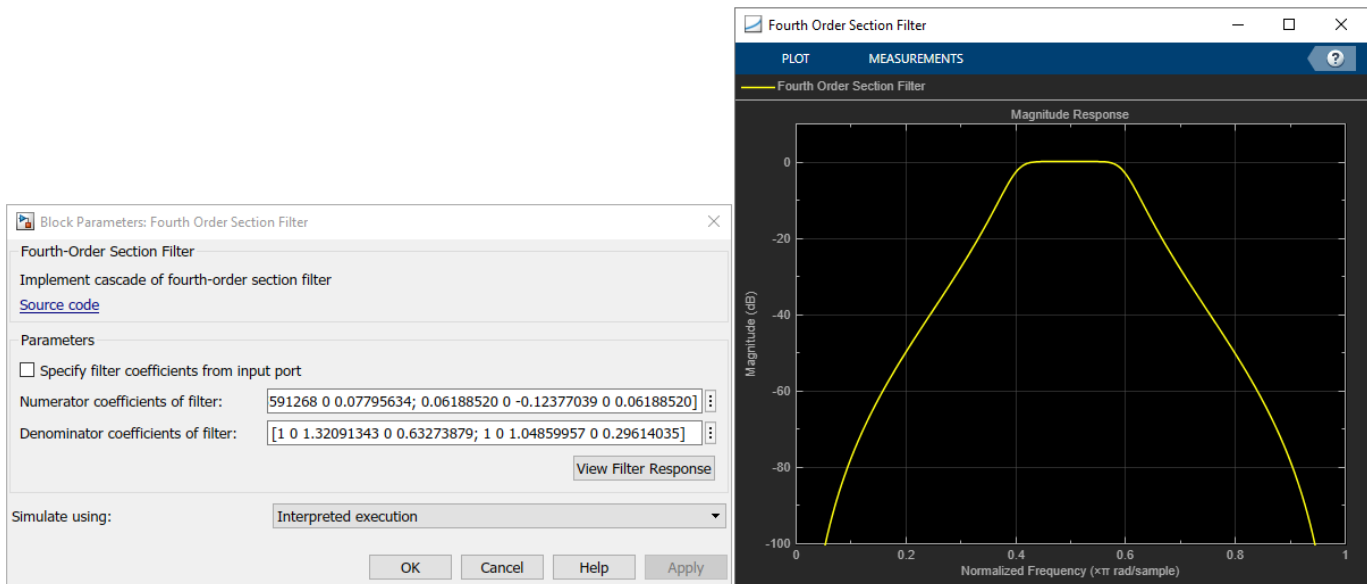 Block Parameters: Fourth Order Section Filter
Fourth-Order Section Filter
Implement cascade of fourth-order section filter
Source code
Parameters
Specify filter coefficients from input port
Numerator coefficients of filter: 591268 0 0.07795634; 0.06188520 0 -0.12377039 0 0.06188520]
Denominator coefficients of filter: [1 0 1.32091343 0 0.63273879; 1 0 1.04859957 0 0.29614035]
View Filter Response
Simulate using: Interpreted execution
OK Cancel Help Apply
Fourth Order Section Filter
PLOT MEASUREMENTS ?
Fourth Order Section Filter
Magnitude Response
Magnitude (dB)
0
-20
-40
-60
-80
-100
0 0.2 0.4 0.6 0.8 1
Normalized Frequency (×π rad/sample)